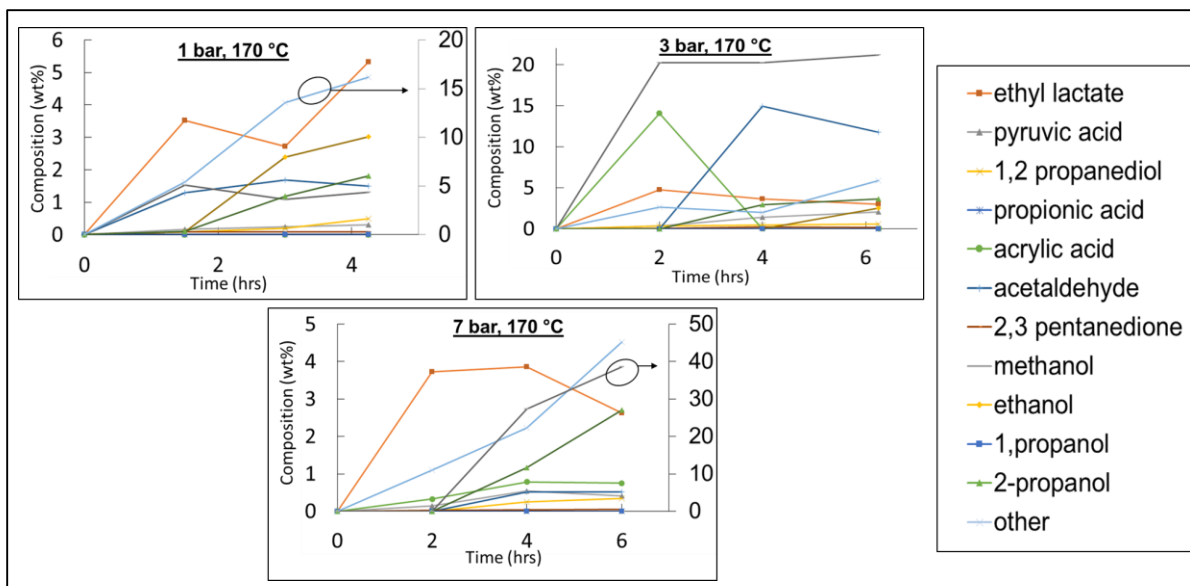 1 bar, 170 °C
Composition (wt%)
6
5
4
3
2
1
0
20
15
10
5
0
0
2
4
Time (hrs)
3 bar, 170 °C
Composition (wt%)
20
15
10
5
0
0
2
4
6
Time (hrs)
7 bar, 170 °C
Composition (wt%)
5
4
3
2
1
0
50
40
30
20
10
0
0
2
4
6
Time (hrs)
ethyl lactate
pyruvic acid
1,2 propanediol
propionic acid
acrylic acid
acetaldehyde
2,3 pentanedione
methanol
ethanol
1,propanol
2-propanol
other